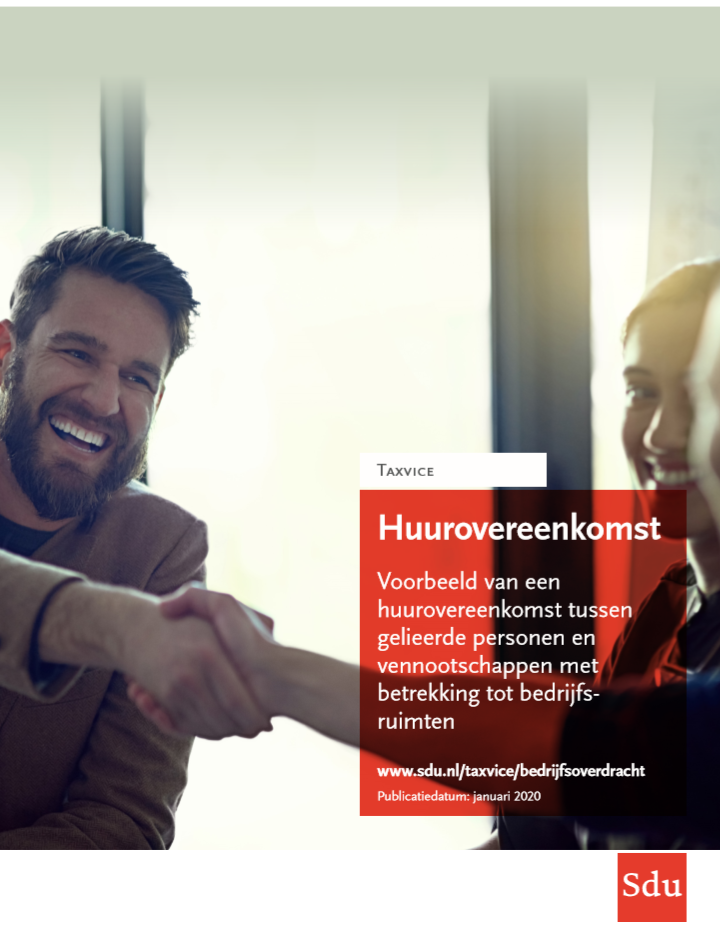 Taxvice
Huurovereenkomst
Voorbeeld van een
huurovereenkomst tussen
gelieerde personen en
vennootschappen met
betrekking tot bedrijfs-
ruimten
www.sdu.nl/taxvice/bedrijfsoverdracht
Publicatiedatum: januari 2020
Sdu